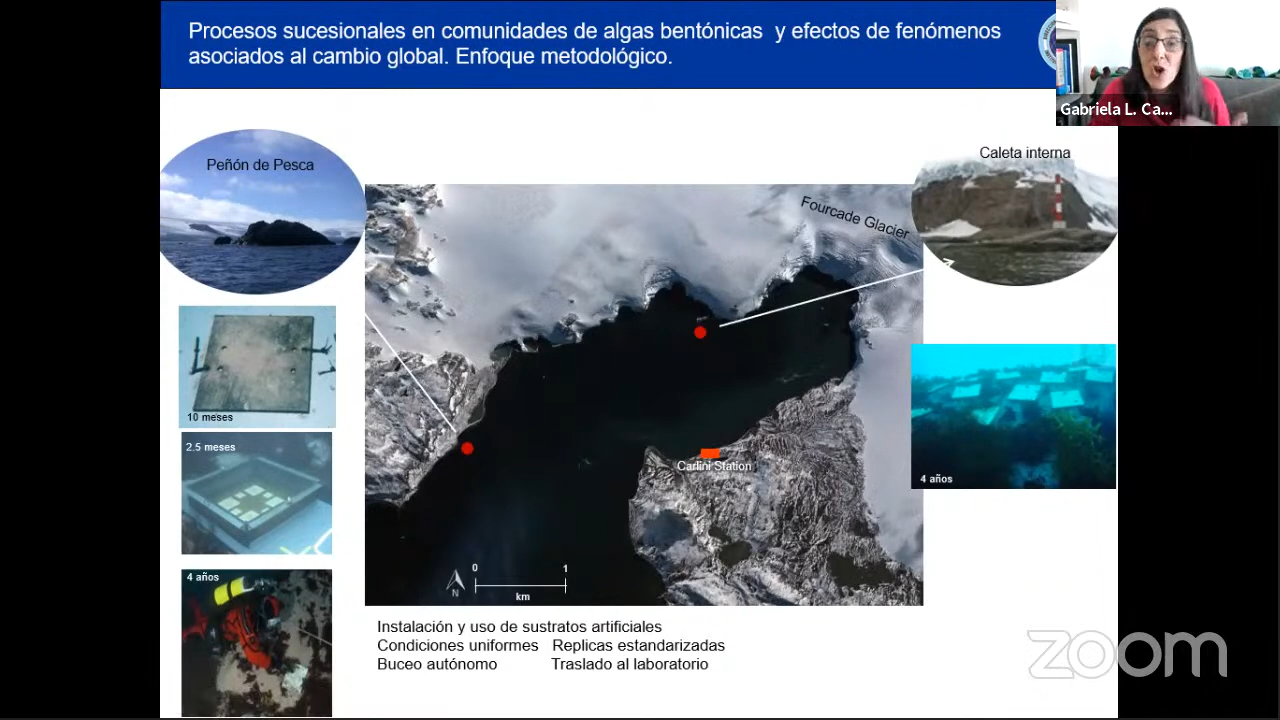 Procesos sucesionales en comunidades de algas bentónicas y efectos de fenómenos
asociados al cambio global. Enfoque metodológico.
Gabriela L. Ca...
Peñón de Pesca
Caleta interna
Fourcade Glacier
10 meses
2.5 meses
Carlini Station
4 años
4 años
0 1
N
km
Instalación y uso de sustratos artificiales
Condiciones uniformes Replicas estandarizadas
Buceo autónomo Traslado al laboratorio
zoom